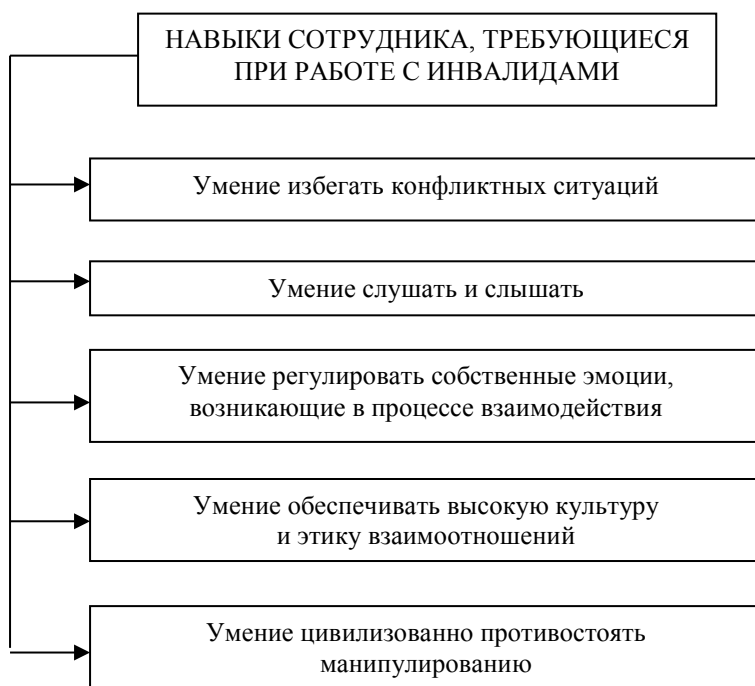 НАВЫКИ СОТРУДНИКА, ТРЕБУЮЩИЕСЯ
ПРИ РАБОТЕ С ИНВАЛИДАМИ
Умение избегать конфликтных ситуаций
Умение слушать и слышать
Умение регулировать собственные эмоции,
возникающие в процессе взаимодействия
Умение обеспечивать высокую культуру
и этику взаимоотношений
Умение цивилизованно противостоять
манипулированию